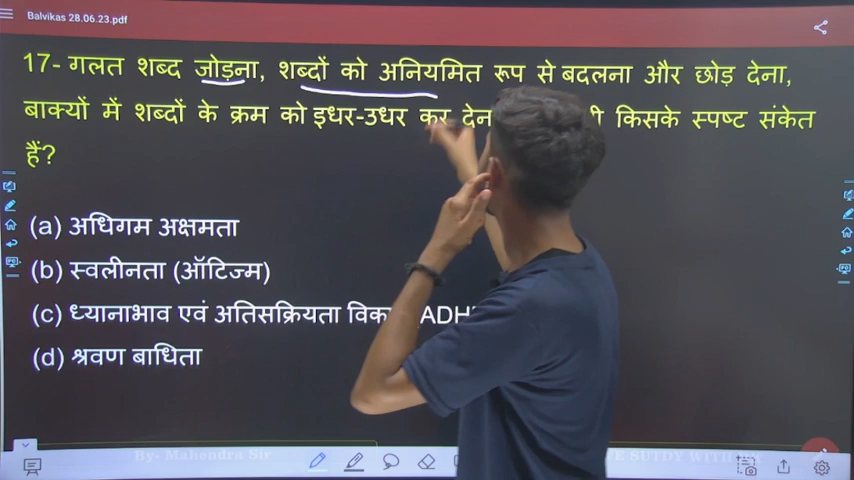 Balvikas 28.06.23.pdf
17- गलत शब्द जोड़ना, शब्दों को अनियमित रूप से बदलना और छोड़ देना,
बाक्यों में शब्दों के क्रम को इधर-उधर कर किसके स्पष्ट संकेत
हैं?
(a) अधिगम अक्षमता
(b) स्वलीनता (ऑटिज्म)
(c) ध्यानाभाव एवं अतिसक्रियता
(d) श्रवण बाधिता
By- Mahendra Sir